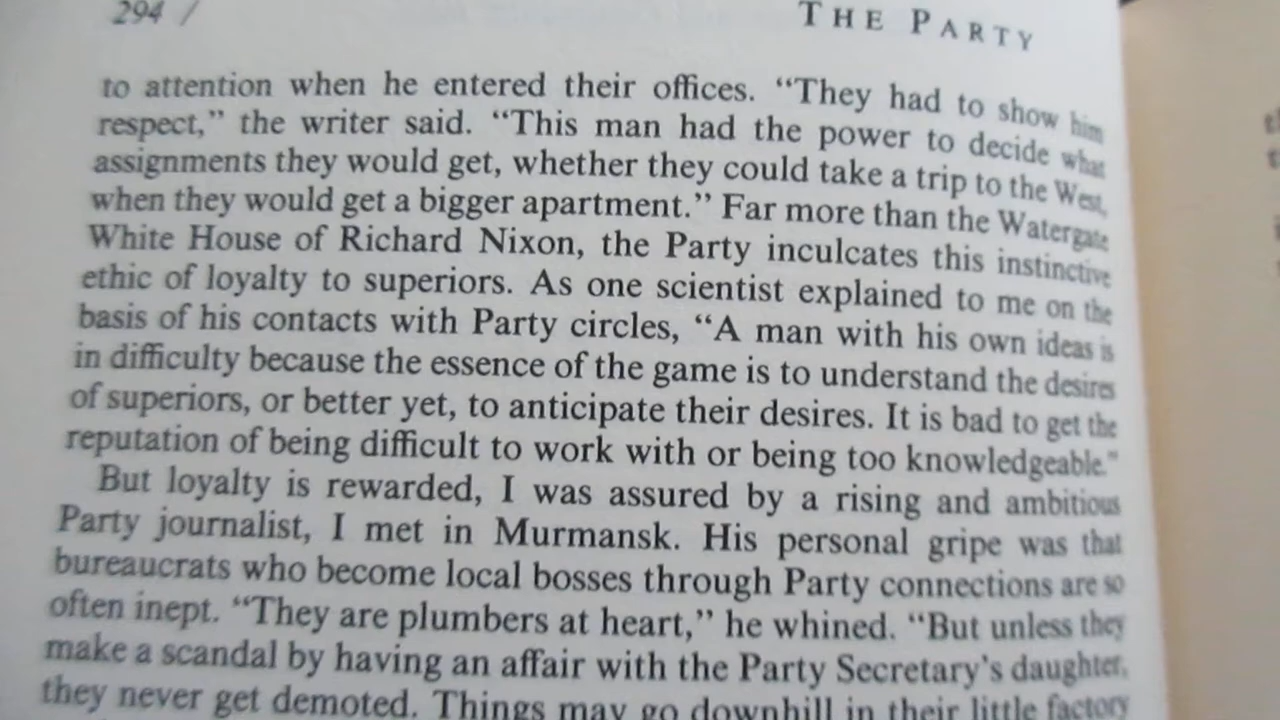 294 /
THE PARTY
to attention when he entered their offices. “They had to show him
respect,” the writer said. “This man had the power to decide what
assignments they would get, whether they could take a trip to the West,
when they would get a bigger apartment.” Far more than the Watergate
White House of Richard Nixon, the Party inculcates this instinctive
ethic of loyalty to superiors. As one scientist explained to me on the
basis of his contacts with Party circles, “A man with his own ideas is
in difficulty because the essence of the game is to understand the desires
of superiors, or better yet, to anticipate their desires. It is bad to get the
reputation of being difficult to work with or being too knowledgeable.”
But loyalty is rewarded, I was assured by a rising and ambitious
Party journalist, I met in Murmansk. His personal gripe was that
bureaucrats who become local bosses through Party connections are so
often inept. “They are plumbers at heart,” he whined. “But unless they
make a scandal by having an affair with the Party Secretary’s daughter,
they never get demoted. Things may go downhill in their little factory